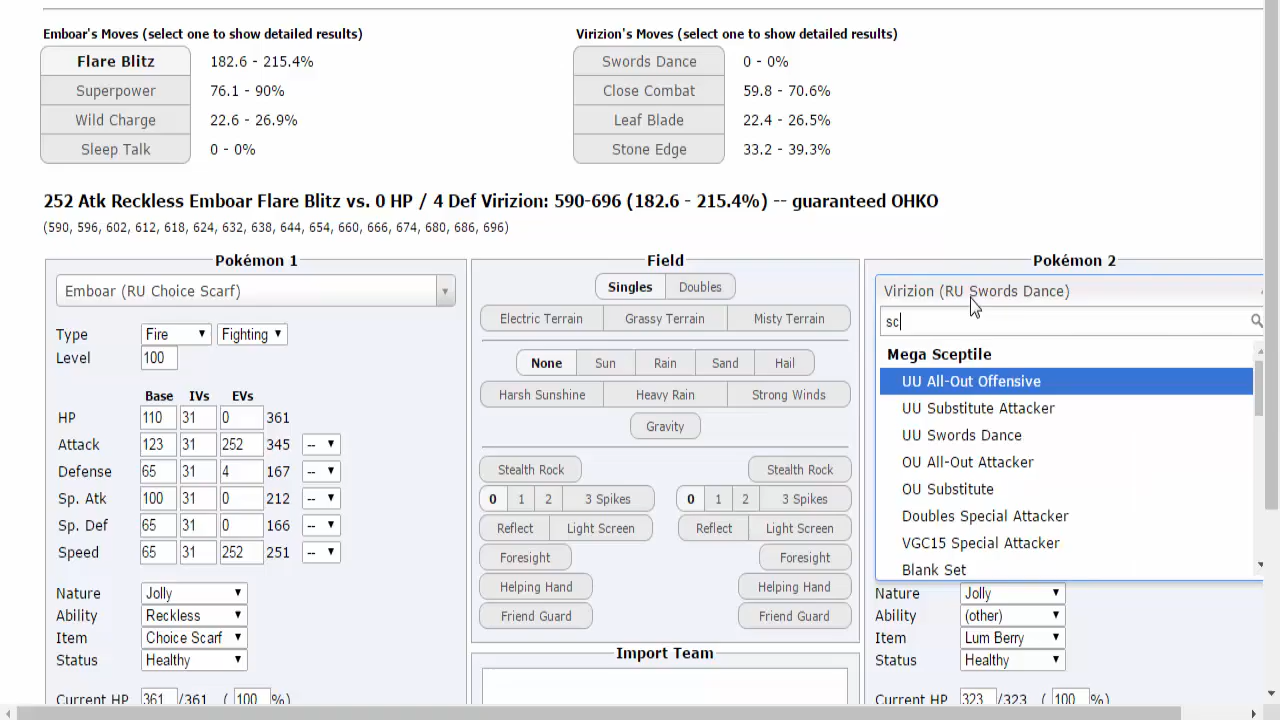 Emboar's Moves (select one to show detailed results)
Flare Blitz 182.6 - 215.4%
Superpower 76.1 - 90%
Wild Charge 22.6 - 26.9%
Sleep Talk 0 - 0%
Virizion's Moves (select one to show detailed results)
Swords Dance 0 - 0%
Close Combat 59.8 - 70.6%
Leaf Blade 22.4 - 26.5%
Stone Edge 33.2 - 39.3%
252 Atk Reckless Emboar Flare Blitz vs. 0 HP / 4 Def Virizion: 590-696 (182.6 - 215.4%) -- guaranteed OHKO
(590, 596, 602, 612, 618, 624, 632, 638, 644, 654, 660, 666, 674, 680, 686, 696)
Pokémon 1
Emboar (RU Choice Scarf)
Type Fire Fighting
Level 100
Base IVs EVs
HP 110 31 0 361
Attack 123 31 252 345 --
Defense 65 31 4 167 --
Sp. Atk 100 31 0 212 --
Sp. Def 65 31 0 166 --
Speed 65 31 252 251 --
Nature Jolly
Ability Reckless
Item Choice Scarf
Status Healthy
Current HP 361 /361 ( 100 %)
Field
Singles Doubles
Electric Terrain Grassy Terrain Misty Terrain
None Sun Rain Sand Hail
Harsh Sunshine Heavy Rain Strong Winds
Gravity
Stealth Rock Stealth Rock
0 1 2 3 Spikes 0 1 2 3 Spikes
Reflect Light Screen Reflect Light Screen
Foresight Foresight
Helping Hand Helping Hand
Friend Guard Friend Guard
Import Team
Pokémon 2
Virizion (RU Swords Dance)
sc
Mega Sceptile
UU All-Out Offensive
UU Substitute Attacker
UU Swords Dance
OU All-Out Attacker
OU Substitute
Doubles Special Attacker
VGC15 Special Attacker
Blank Set
Nature Jolly
Ability (other)
Item Lum Berry
Status Healthy
Current HP 323 /323 ( 100 %)